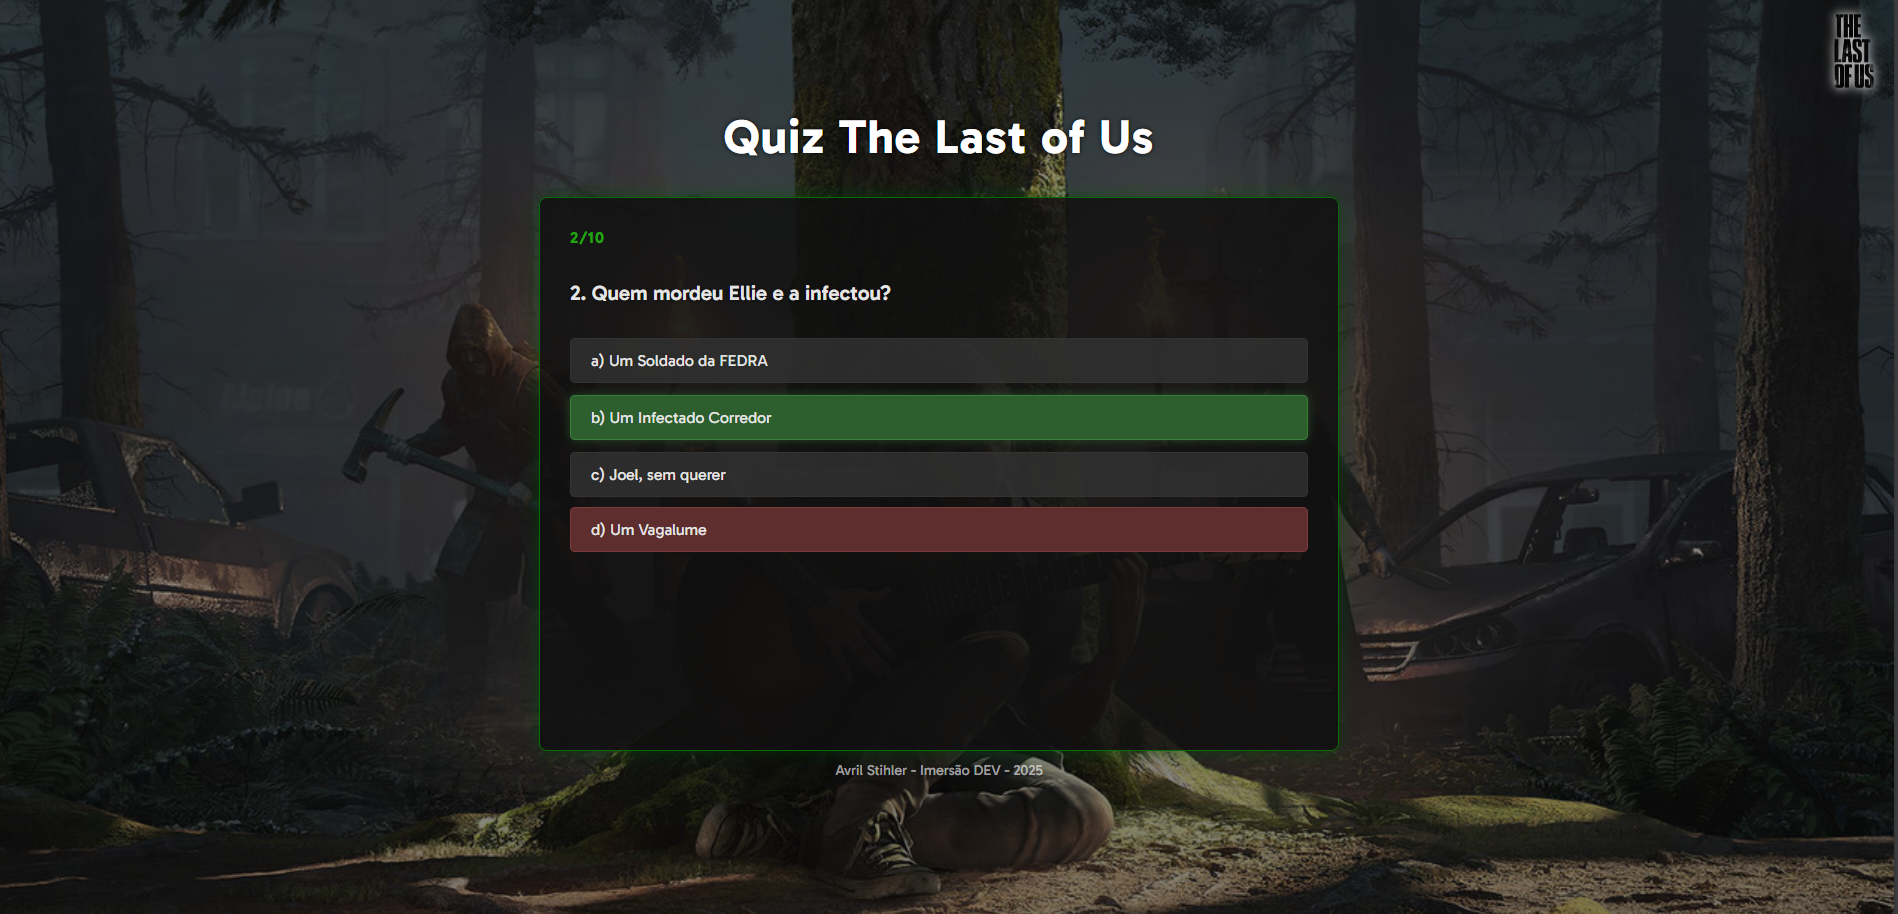 THE
LAST
OF US
Quiz The Last of Us
2/10
2. Quem mordeu Ellie e a infectou?
a) Um Soldado da FEDRA
b) Um Infectado Corredor
c) Joel, sem querer
d) Um Vagalume
Avril Stihler - Imersão DEV - 2025